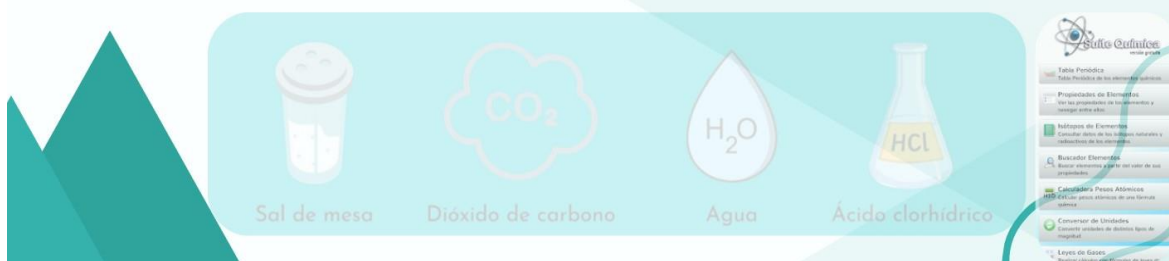 CO₂
H₂O
HCl
Sal de mesa
Dióxido de carbono
Agua
Ácido clorhídrico
Suite Química
versión gratuita
Tabla Periódica
Tabla Periódica de los elementos químicos
Propiedades de Elementos
Ver las propiedades de los elementos y
navegar entre ellos
Isótopos de Elementos
Consultar datos de los isótopos naturales y
radioactivos de los elementos
Buscador Elementos
Buscar elementos a partir del valor de sus
propiedades
Calculadora Pesos Atómicos
H2O
Calcular pesos atómicos de una fórmula
química
Conversor de Unidades
Convertir unidades de distintos tipos de
magnitud
Leyes de Gases